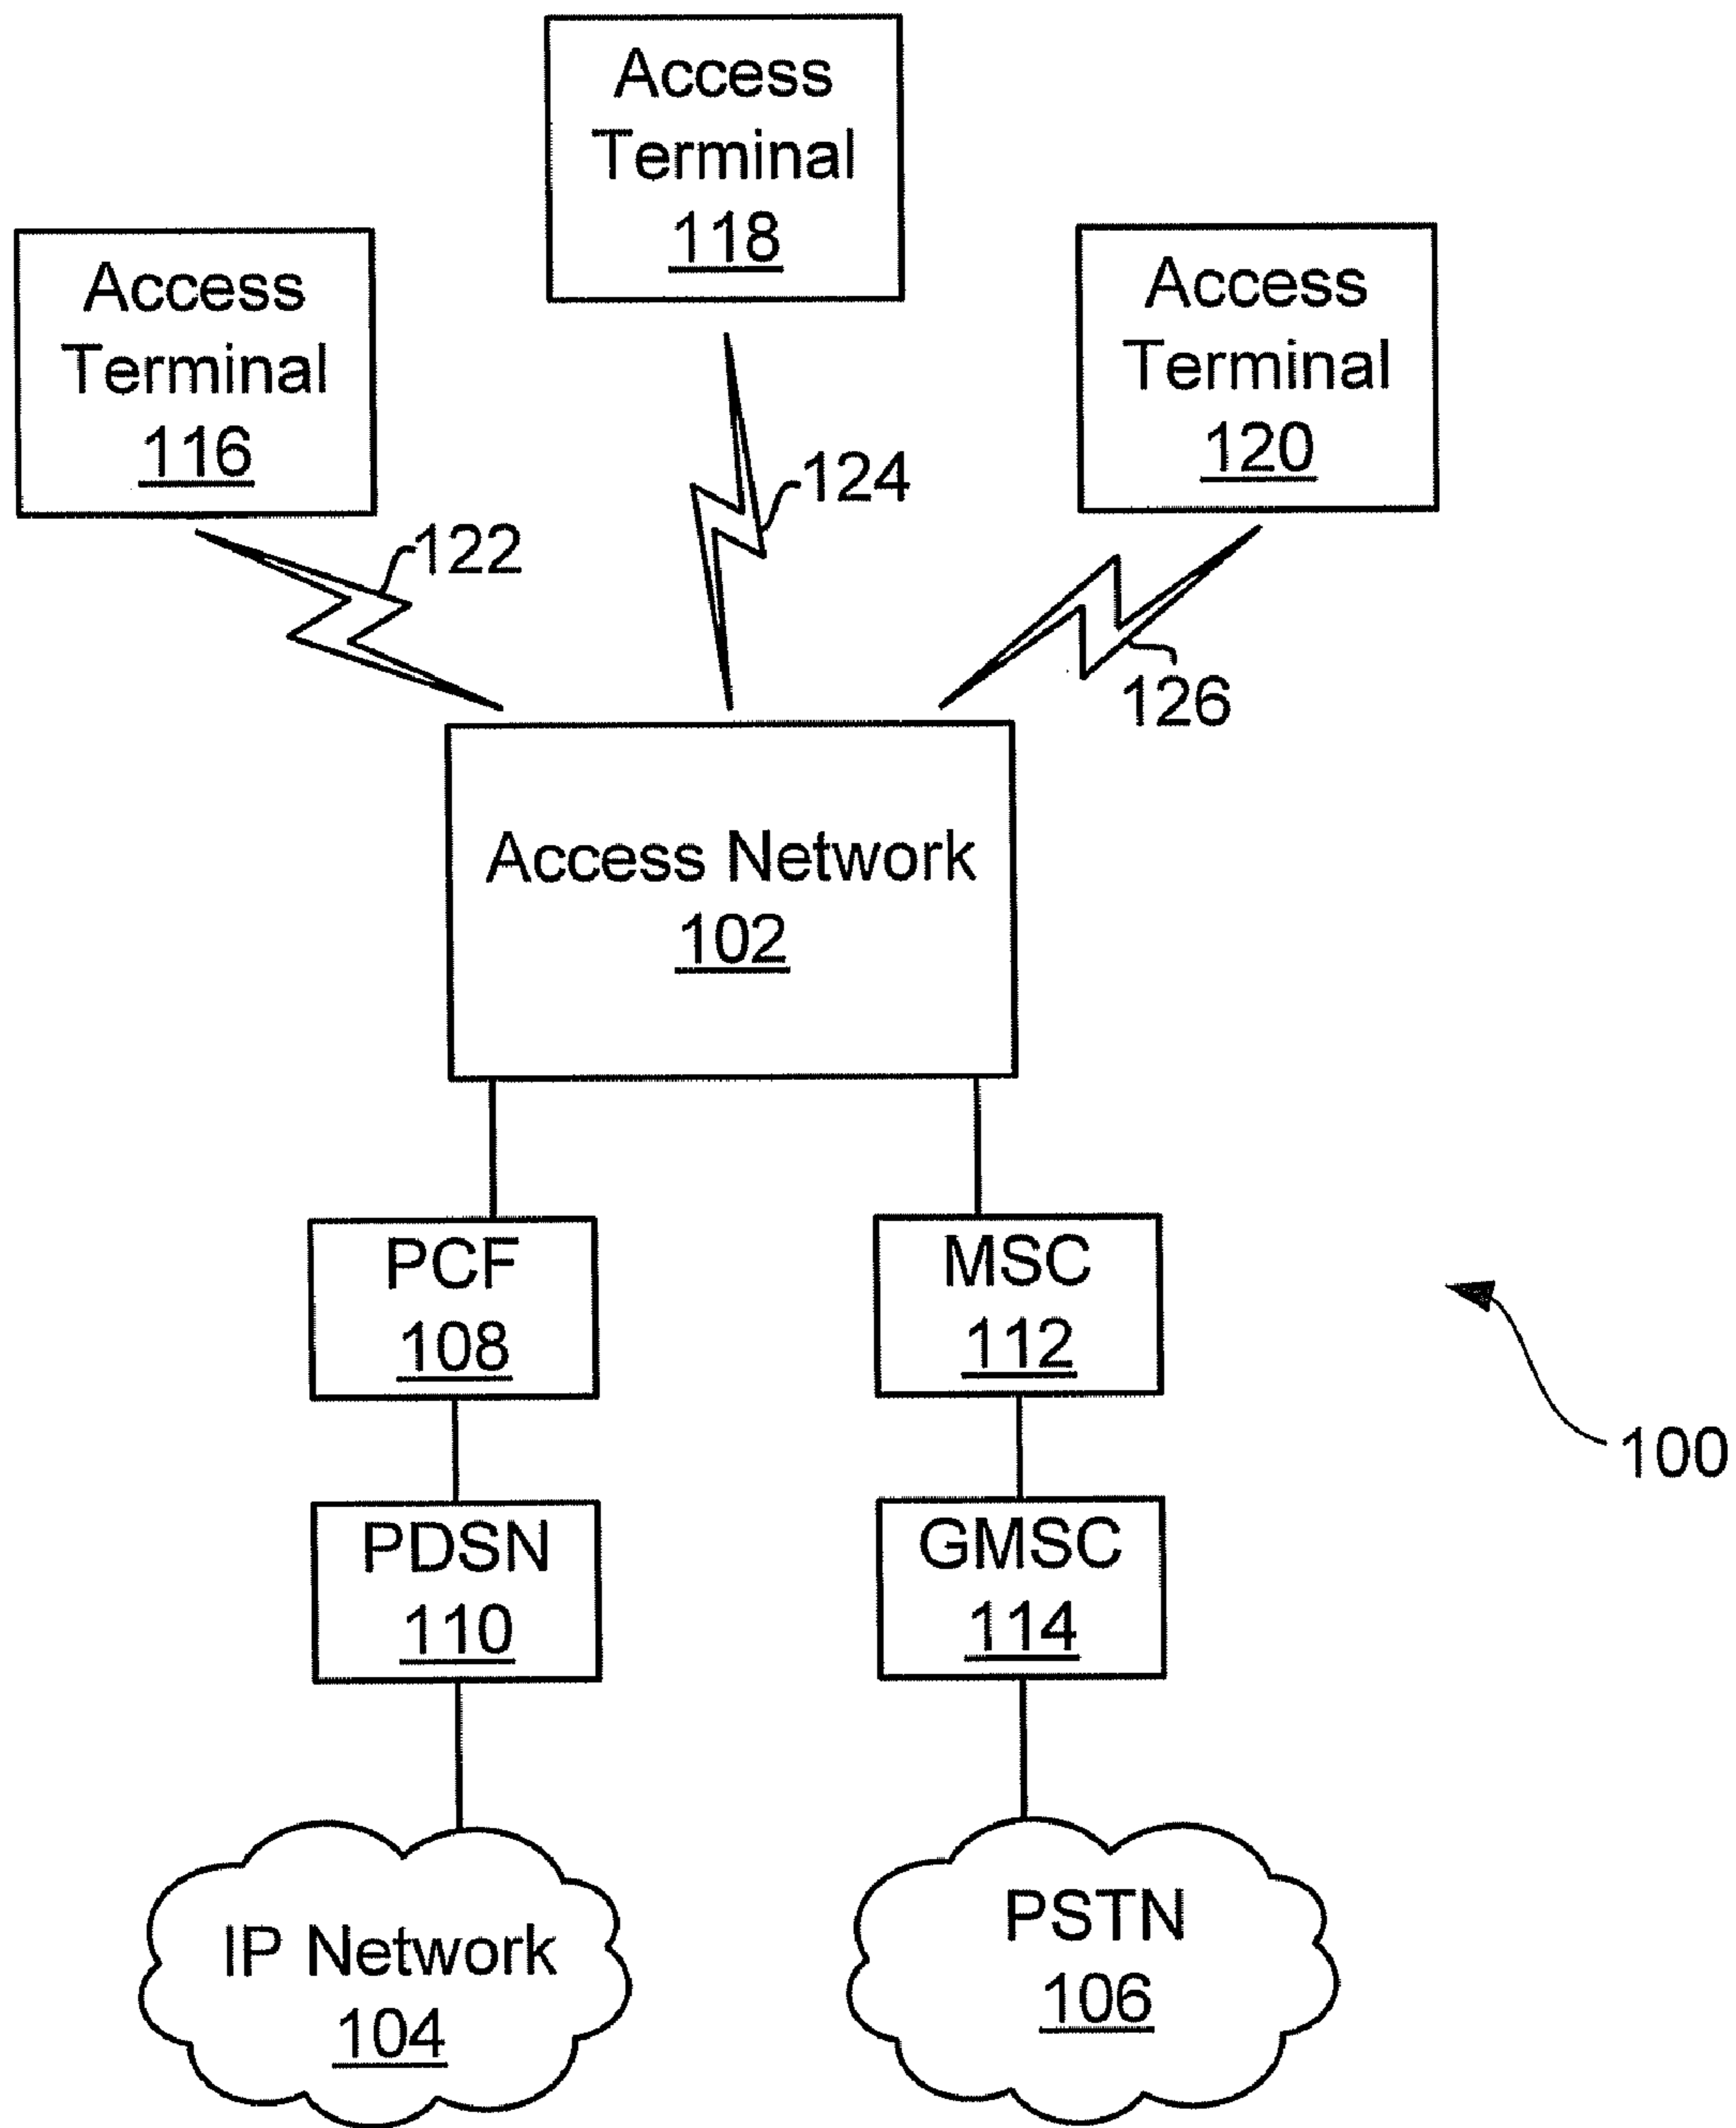 Access
Terminal
118
Access
Terminal
116
Access
Terminal
120
124
122
126
Access Network
102
PCF
108
MSC
112
100
PDSN
110
GMSC
114
IP Network
104
PSTN
106